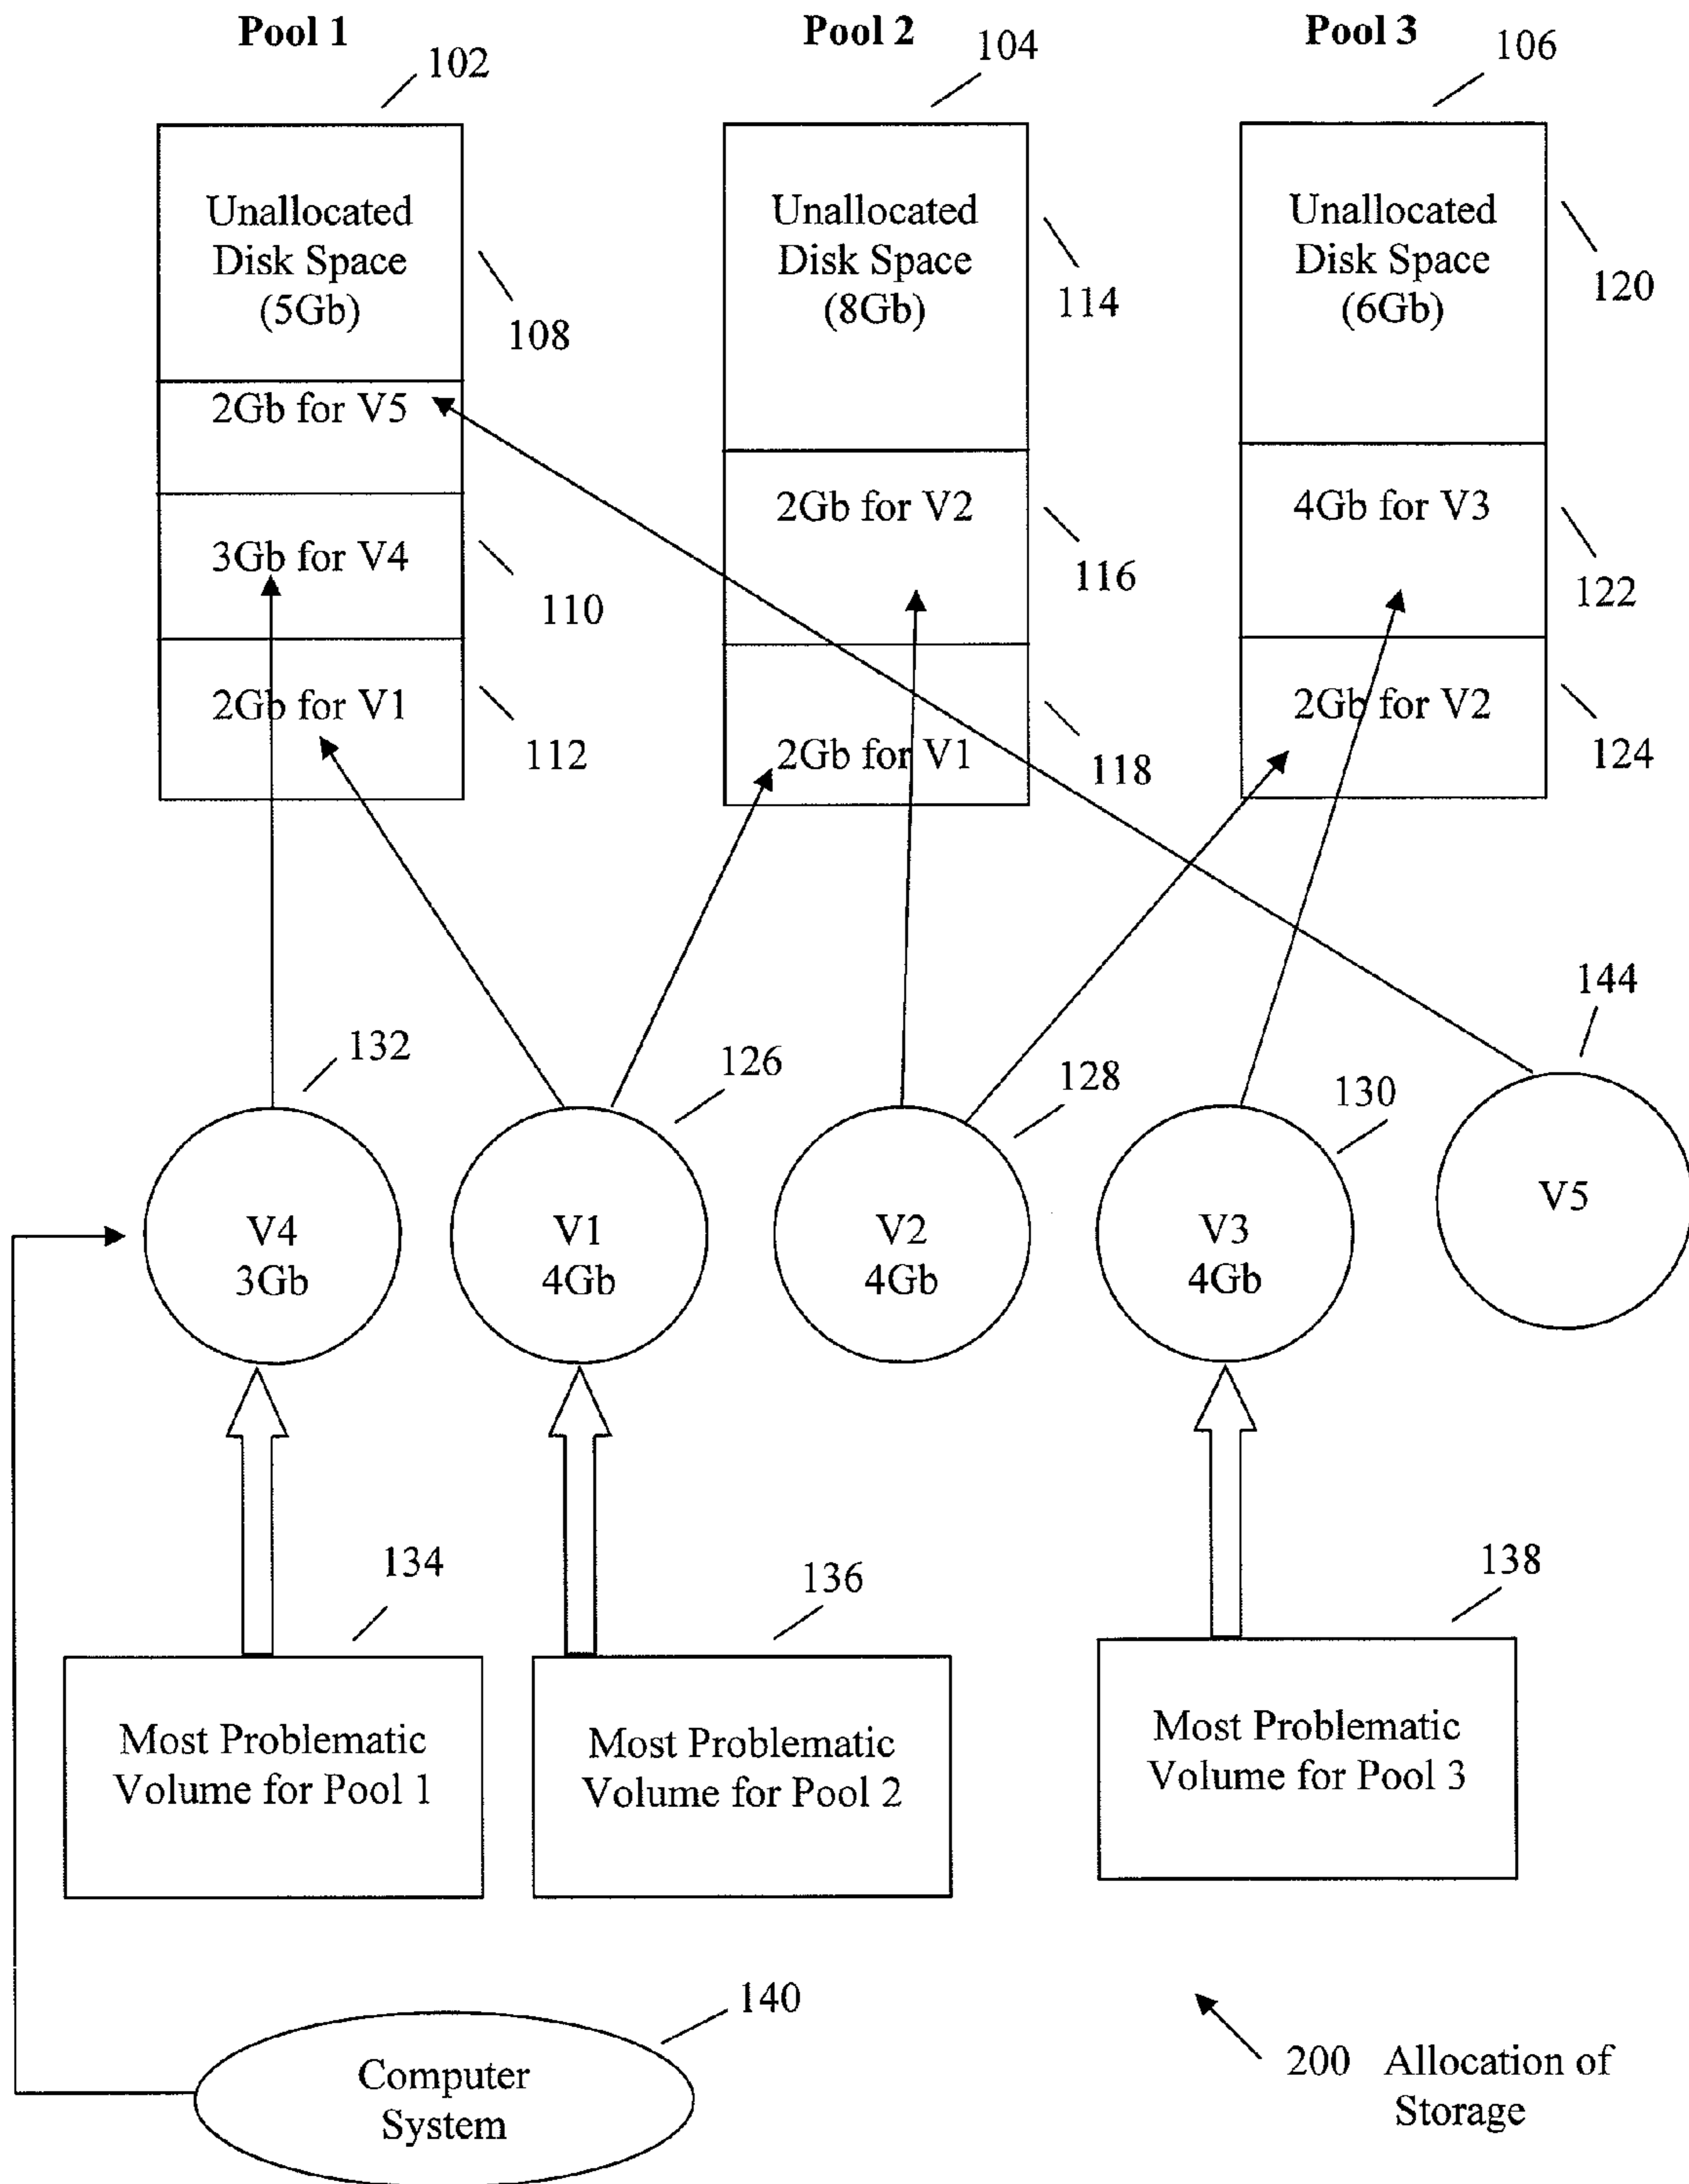 Pool 1
Pool 2
Pool 3
102
104
106
Unallocated
Disk Space
(5Gb)
108
Unallocated
Disk Space
(8Gb)
114
Unallocated
Disk Space
(6Gb)
120
2Gb for V5
3Gb for V4
110
2Gb for V1
112
2Gb for V2
116
2Gb for V1
118
4Gb for V3
122
2Gb for V2
124
132
126
128
130
144
V4
3Gb
V1
4Gb
V2
4Gb
V3
4Gb
V5
134
136
138
Most Problematic
Volume for Pool 1
Most Problematic
Volume for Pool 2
Most Problematic
Volume for Pool 3
140
Computer
System
200 Allocation of
Storage